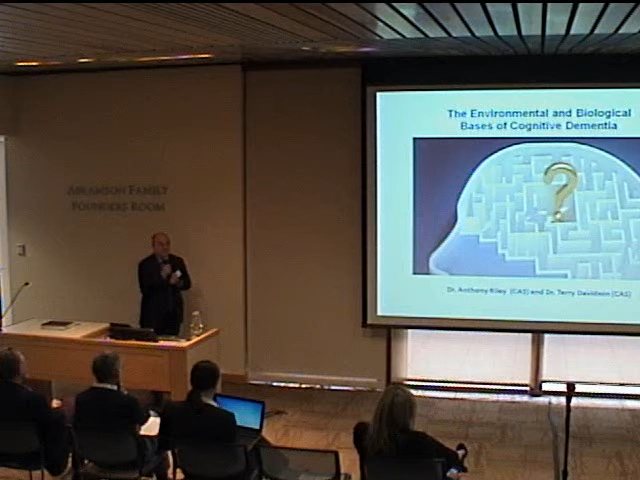 The Environmental and Biological
Bases of Cognitive Dementia
ABRAMSON FAMILY
FOUNDERS ROOM
?
Dr. Anthony Riley (CAS) and Dr. Terry Davidson (CAS)